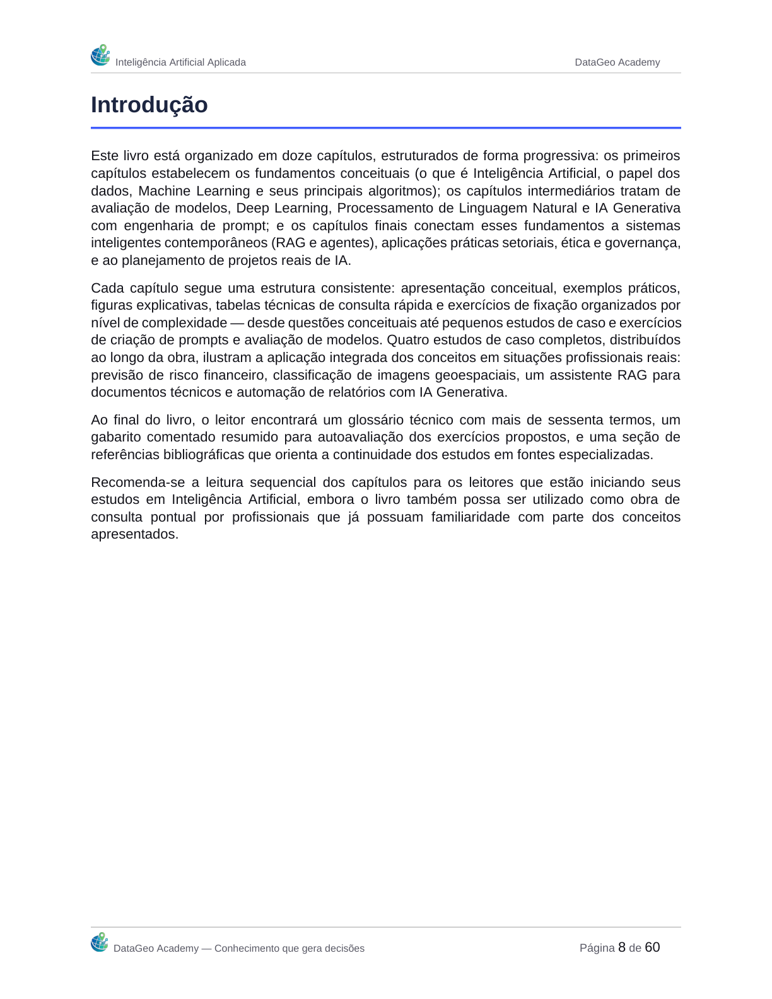 Inteligência Artificial Aplicada DataGeo Academy
Introdução
Este livro está organizado em doze capítulos, estruturados de forma progressiva: os primeiros
capítulos estabelecem os fundamentos conceituais (o que é Inteligência Artificial, o papel dos
dados, Machine Learning e seus principais algoritmos); os capítulos intermediários tratam de
avaliação de modelos, Deep Learning, Processamento de Linguagem Natural e IA Generativa
com engenharia de prompt; e os capítulos finais conectam esses fundamentos a sistemas
inteligentes contemporâneos (RAG e agentes), aplicações práticas setoriais, ética e governança,
e ao planejamento de projetos reais de IA.
Cada capítulo segue uma estrutura consistente: apresentação conceitual, exemplos práticos,
figuras explicativas, tabelas técnicas de consulta rápida e exercícios de fixação organizados por
nível de complexidade — desde questões conceituais até pequenos estudos de caso e exercícios
de criação de prompts e avaliação de modelos. Quatro estudos de caso completos, distribuídos
ao longo da obra, ilustram a aplicação integrada dos conceitos em situações profissionais reais:
previsão de risco financeiro, classificação de imagens geoespaciais, um assistente RAG para
documentos técnicos e automação de relatórios com IA Generativa.
Ao final do livro, o leitor encontrará um glossário técnico com mais de sessenta termos, um
gabarito comentado resumido para autoavaliação dos exercícios propostos, e uma seção de
referências bibliográficas que orienta a continuidade dos estudos em fontes especializadas.
Recomenda-se a leitura sequencial dos capítulos para os leitores que estão iniciando seus
estudos em Inteligência Artificial, embora o livro também possa ser utilizado como obra de
consulta pontual por profissionais que já possuam familiaridade com parte dos conceitos
apresentados.
DataGeo Academy — Conhecimento que gera decisões Página 8 de 60